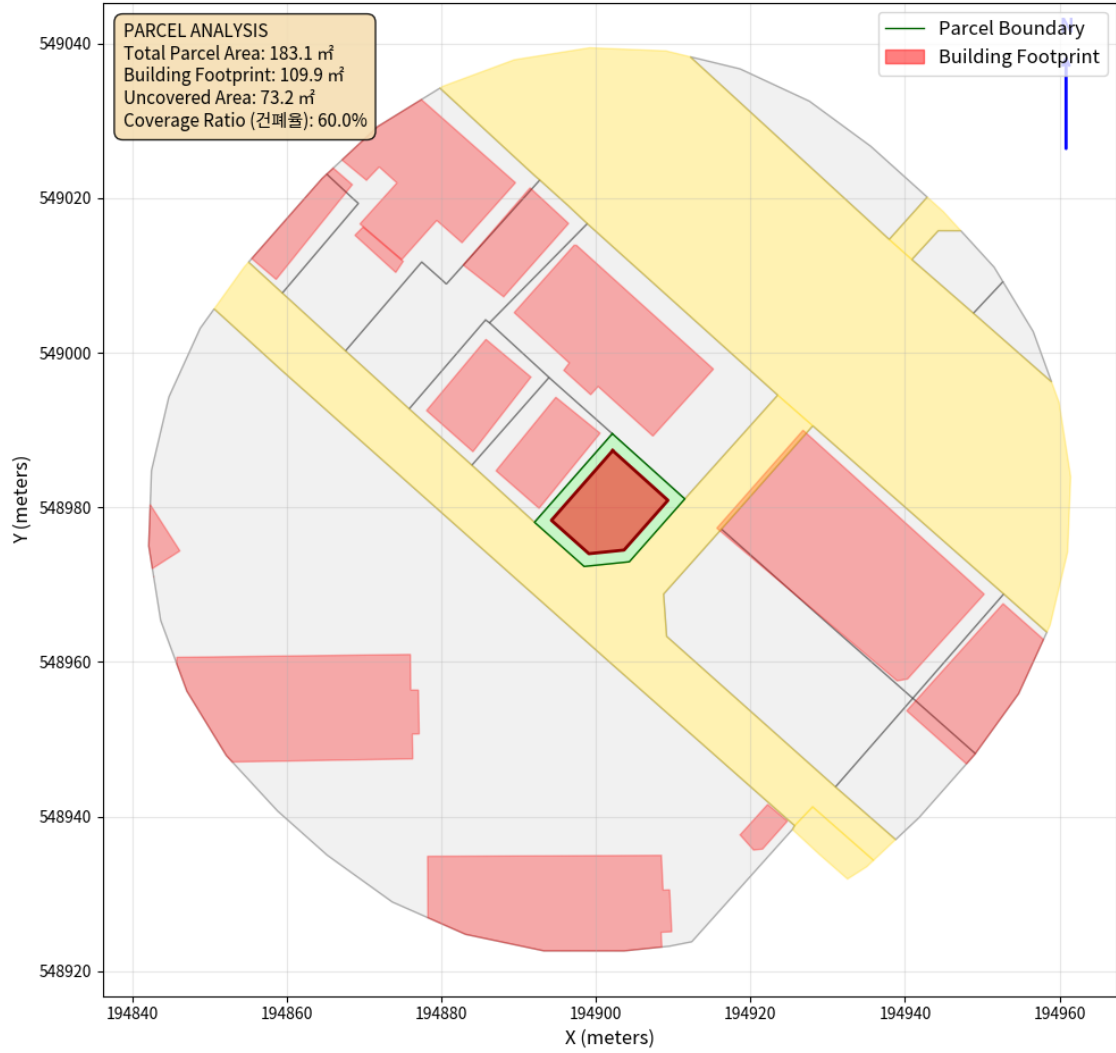 PARCEL ANALYSIS
Total Parcel Area: 183.1 ㎡
Building Footprint: 109.9 ㎡
Uncovered Area: 73.2 ㎡
Coverage Ratio (건폐율): 60.0%
N
Parcel Boundary
Building Footprint
549040
549020
549000
548980
548960
548940
548920
Y (meters)
194840
194860
194880
194900
194920
194940
194960
X (meters)